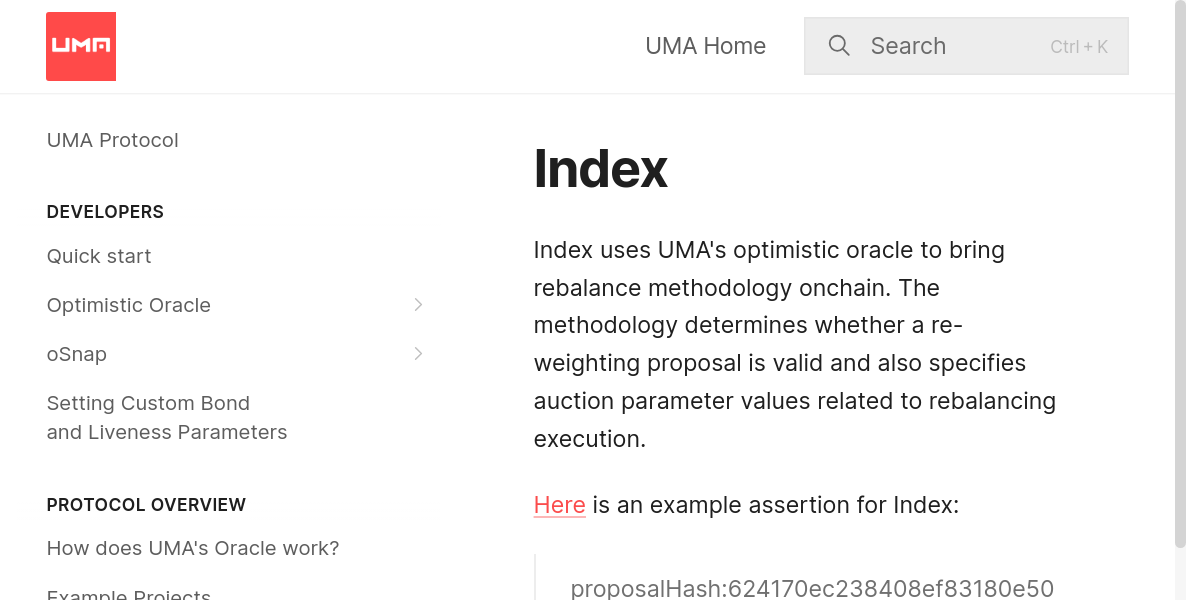 UMA
UMA Home
Search
Ctrl + K
UMA Protocol
DEVELOPERS
Quick start
Optimistic Oracle
oSnap
Setting Custom Bond
and Liveness Parameters
PROTOCOL OVERVIEW
How does UMA's Oracle work?
Example Projects
Index
Index uses UMA's optimistic oracle to bring
rebalance methodology onchain. The
methodology determines whether a re-
weighting proposal is valid and also specifies
auction parameter values related to rebalancing
execution.
Here is an example assertion for Index:
proposalHash:624170ec238408ef83180e50